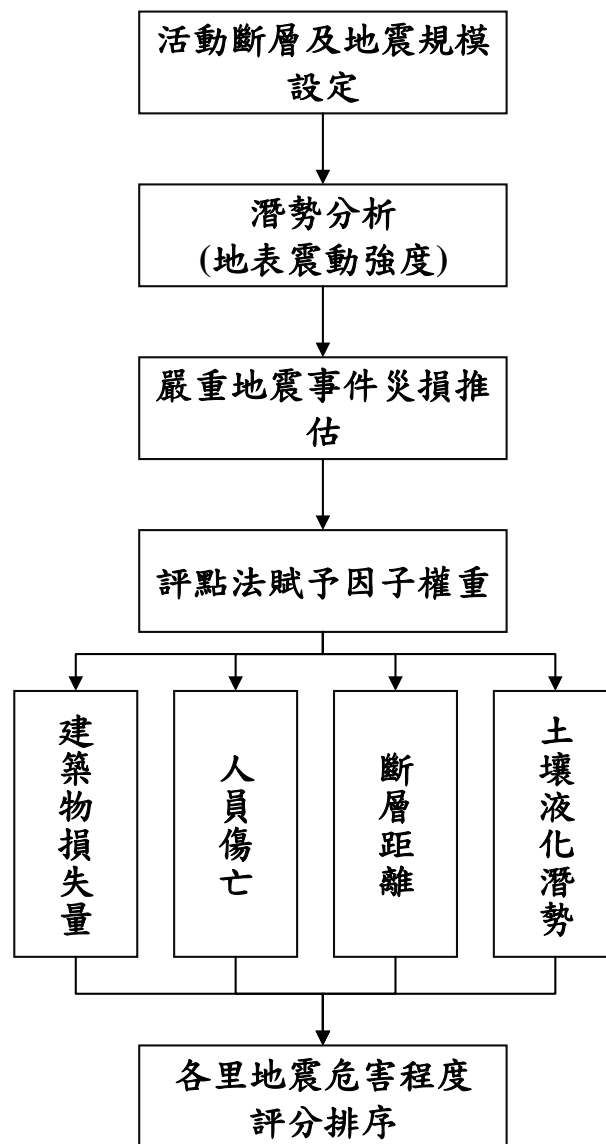 活動斷層及地震規模
設定
潛勢分析
(地表震動強度)
嚴重地震事件災損推
估
評點法賦予因子權重
建築物損失量
人員傷亡
斷層距離
土壤液化潛勢
各里地震危害程度
評分排序